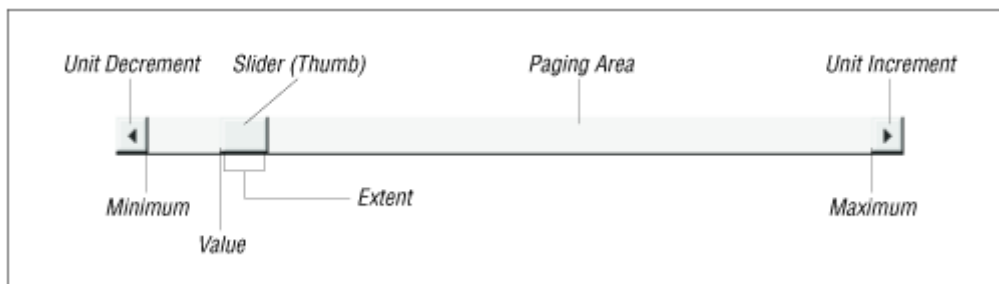 Unit Decrement
Slider (Thumb)
Paging Area
Unit Increment
Minimum
Extent
Maximum
Value